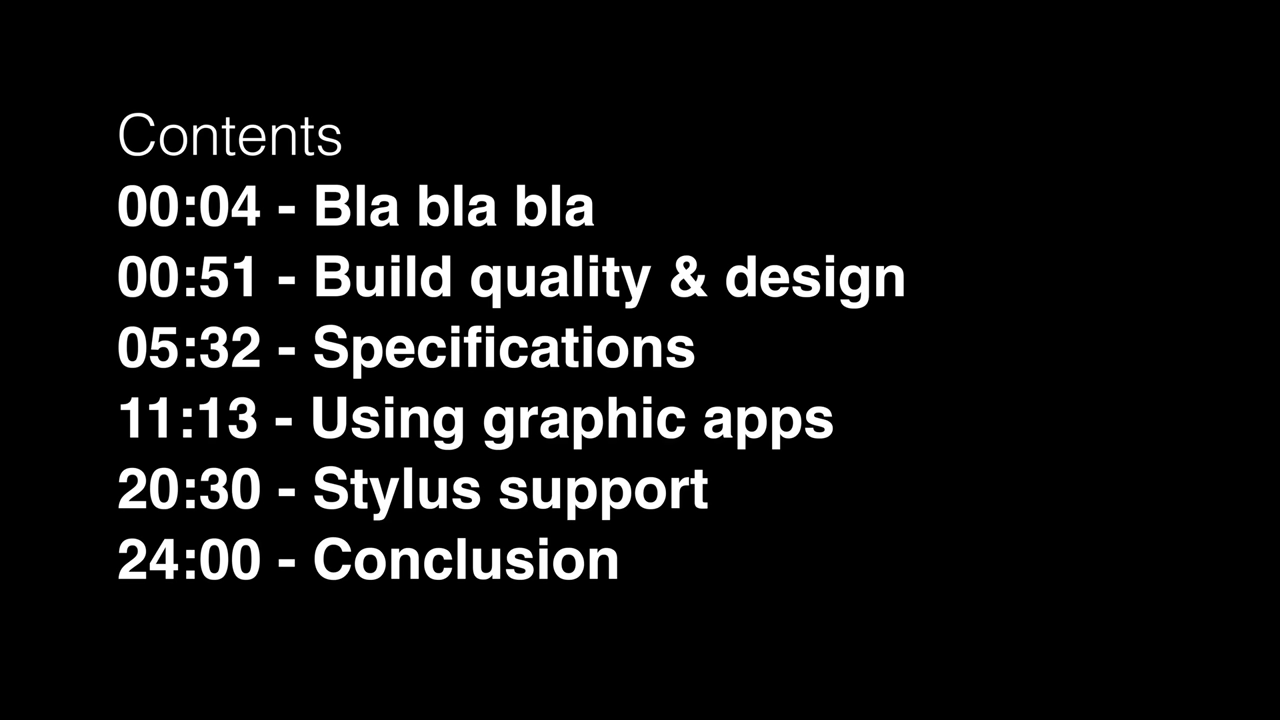 Contents
00:04 - Bla bla bla
00:51 - Build quality & design
05:32 - Specifications
11:13 - Using graphic apps
20:30 - Stylus support
24:00 - Conclusion